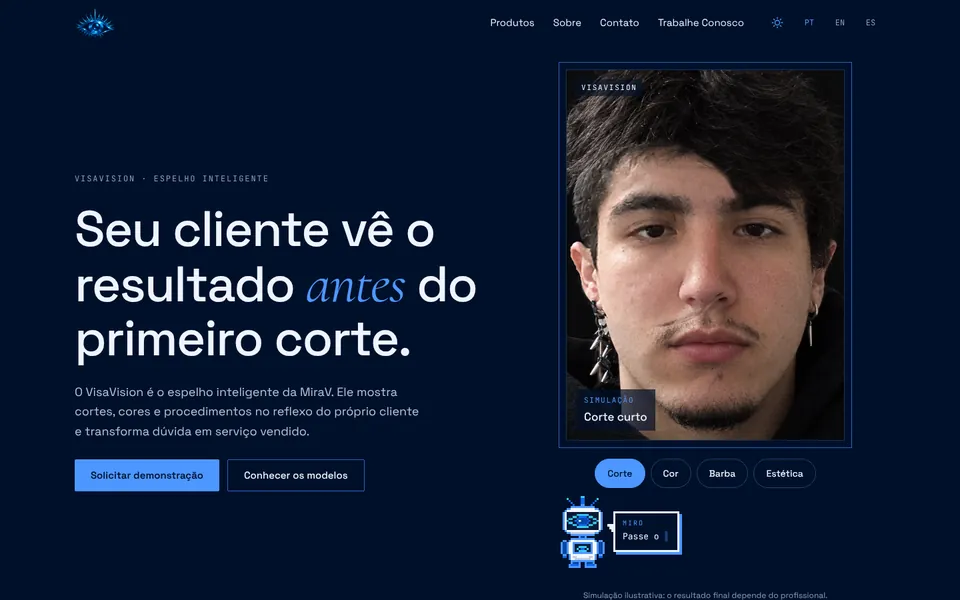 Produtos Sobre Contato Trabalhe Conosco PT EN ES
VISAVISION · ESPELHO INTELIGENTE
Seu cliente vê o
resultado antes do
primeiro corte.
O VisaVision é o espelho inteligente da MiraV. Ele mostra
cortes, cores e procedimentos no reflexo do próprio cliente
e transforma dúvida em serviço vendido.
Solicitar demonstração Conhecer os modelos
VISAVISION
SIMULAÇÃO
Corte curto
Corte Cor Barba Estética
MIRO
Passe o
Simulação ilustrativa: o resultado final depende do profissional.